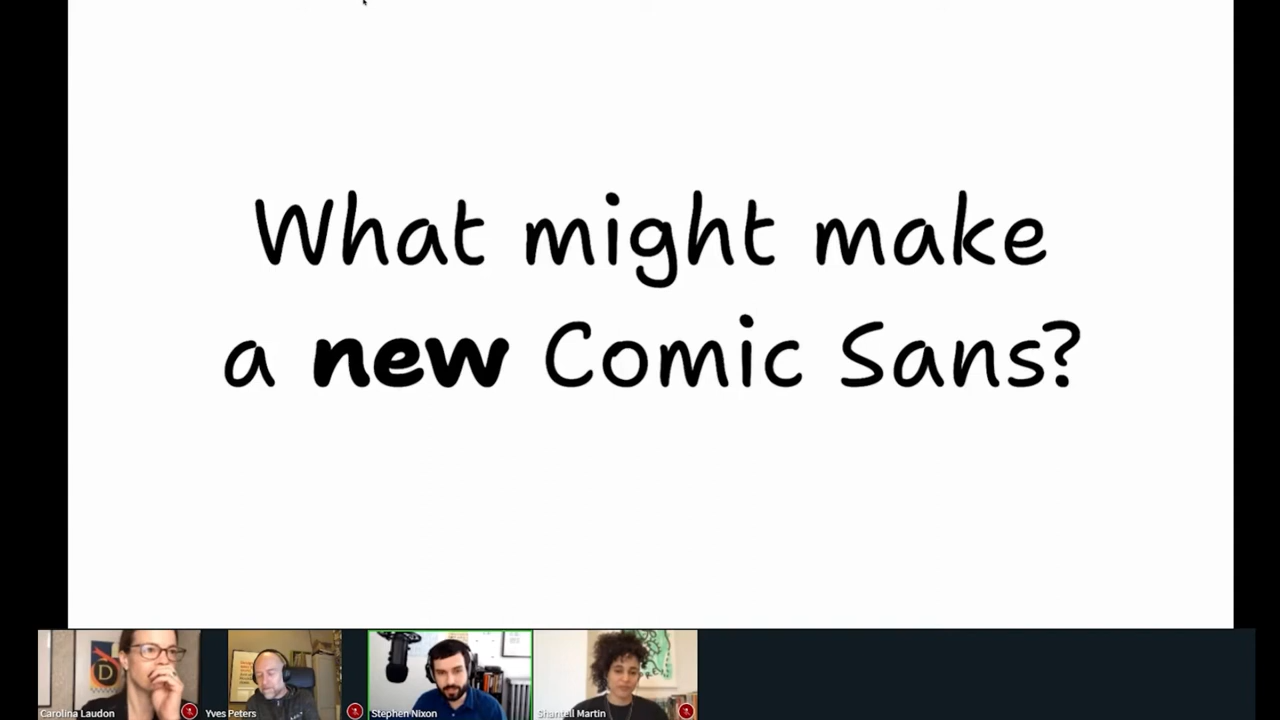 What might make
a new Comic Sans?
Carolina Laudon
Yves Peters
Stephen Nixon
Shantell Martin
D